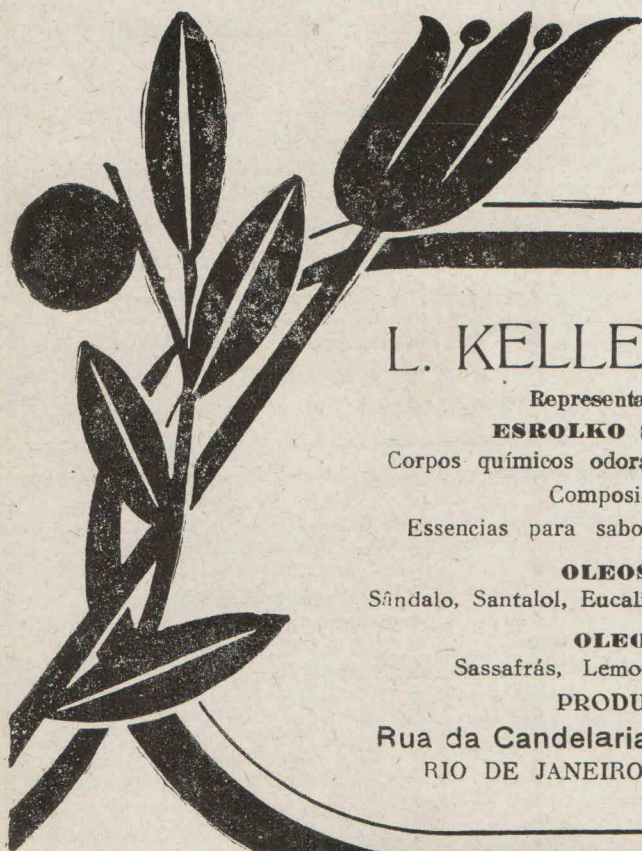 L. KELLE
Representa
ESROLKO
Corpos químicos odora
Composi
Essencias para sabo
OLEOS
Sândalo, Santalol, Eucali
OLEO
Sassafrás, Lemo
PRODU
Rua da Candelaria
RIO DE JANEIRO